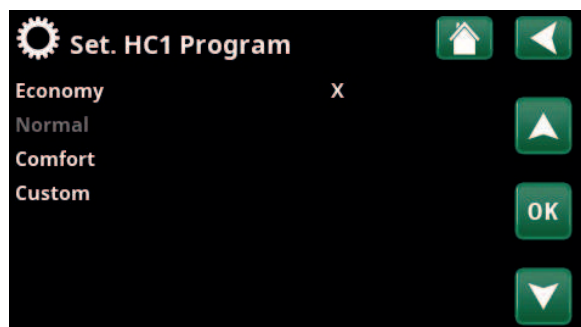 Set. HC1 Program
Economy X
Normal
Comfort
Custom
OK